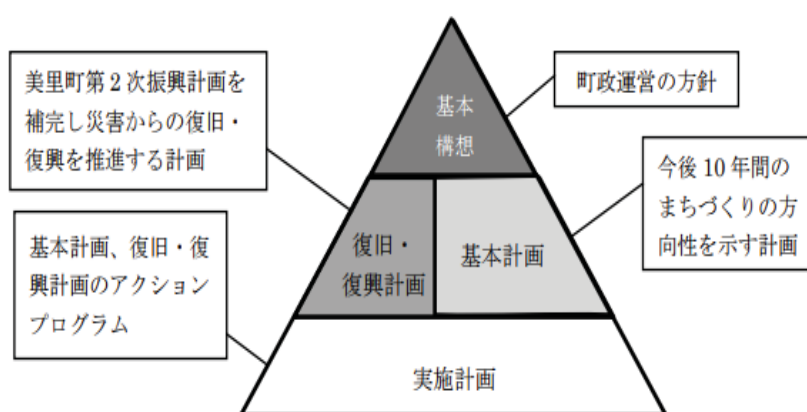 美里町第2次振興計画を
補完し災害からの復旧・
復興を推進する計画
基本
構想
町政運営の方針
今後 10 年間の
まちづくりの方
向性を示す計画
復旧・
復興計画
基本計画
基本計画、復旧・復
興計画のアクション
プログラム
実施計画